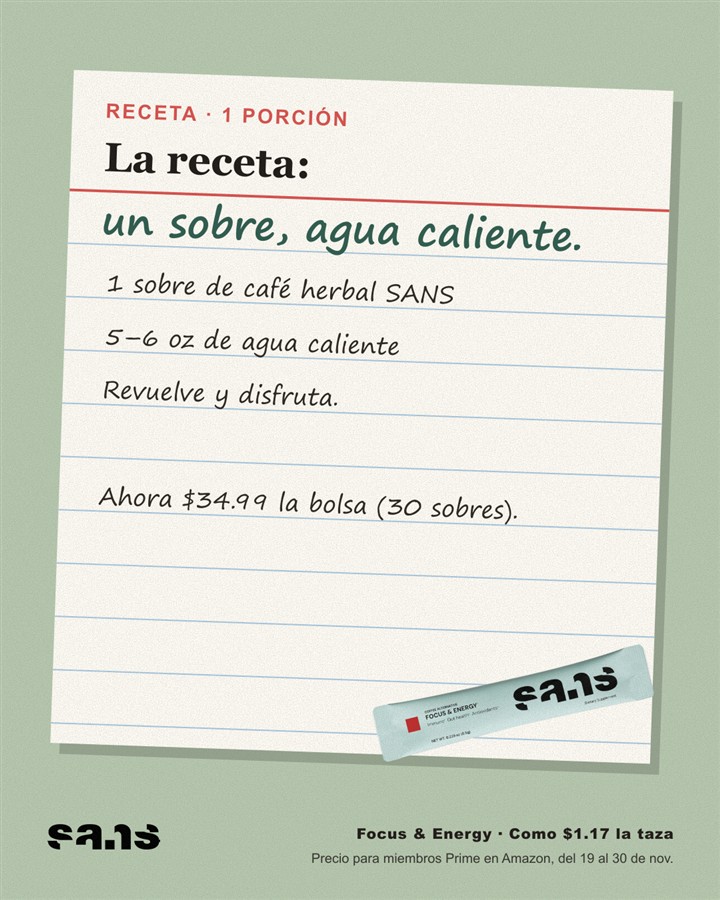 RECETA · 1 PORCIÓN
La receta:
un sobre, agua caliente.
1 sobre de café herbal SANS
5–6 oz de agua caliente
Revuelve y disfruta.
Ahora $34.99 la bolsa (30 sobres).
sans
FOCUS & ENERGY
sans
Focus & Energy · Como $1.17 la taza
Precio para miembros Prime en Amazon, del 19 al 30 de nov.